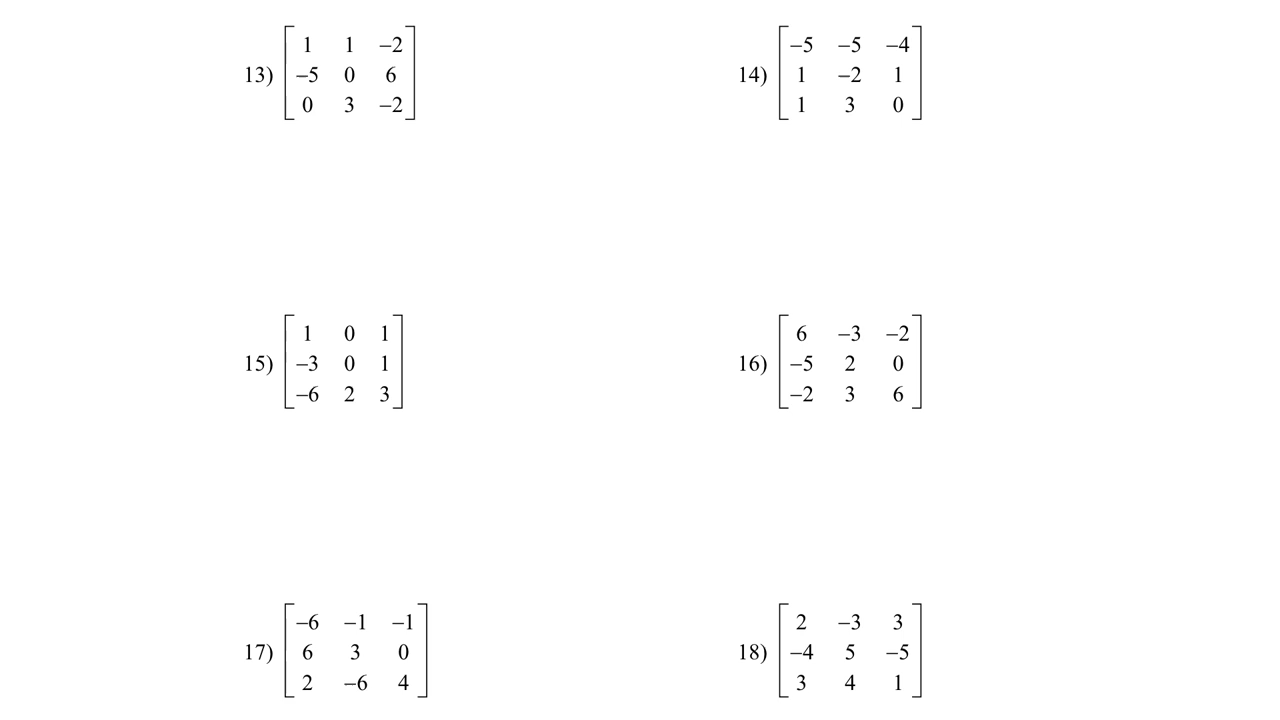 1 1 –2
13) –5 0 6
0 3 –2
–5 –5 –4
14) 1 –2 1
1 3 0
1 0 1
15) –3 0 1
–6 2 3
6 –3 –2
16) –5 2 0
–2 3 6
–6 –1 –1
17) 6 3 0
2 –6 4
2 –3 3
18) –4 5 –5
3 4 1